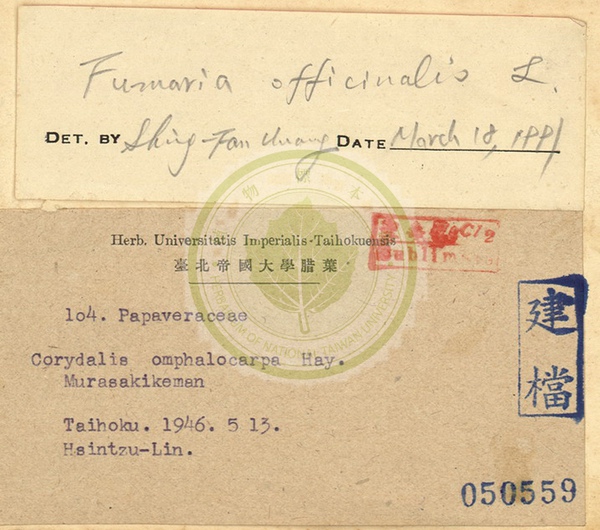 Fumaria officinalis L.
DET. BY Shing-Fan Huang DATE March 18, 1991
Herb. Universitatis Imperialis-Taihokuensis
臺北帝國大學腊葉
104. Papaveraceae
Corydalis omphalocarpa Hay.
Murasakikeman
Taihoku. 1946. 5 13.
Hsintzu-Lin.
建檔
050559